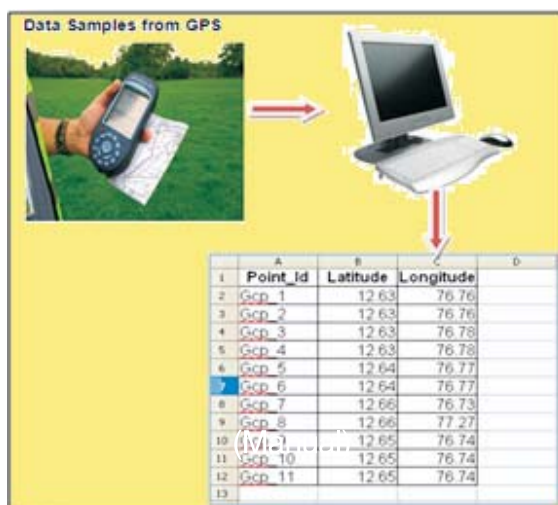 Data Samples from GPS
A B C D
1 Point_Id Latitude Longitude
2 Gcp_1 12.63 76.76
3 Gcp_2 12.63 76.76
4 Gcp_3 12.63 76.78
5 Gcp_4 12.63 76.78
6 Gcp_5 12.64 76.77
7 Gcp_6 12.64 76.77
8 Gcp_7 12.66 76.73
9 Gcp_8 12.66 77.27
10 12.65 76.74
(Manual)
11 Gcp_10 12.65 76.74
12 Gcp_11 12.65 76.74
13